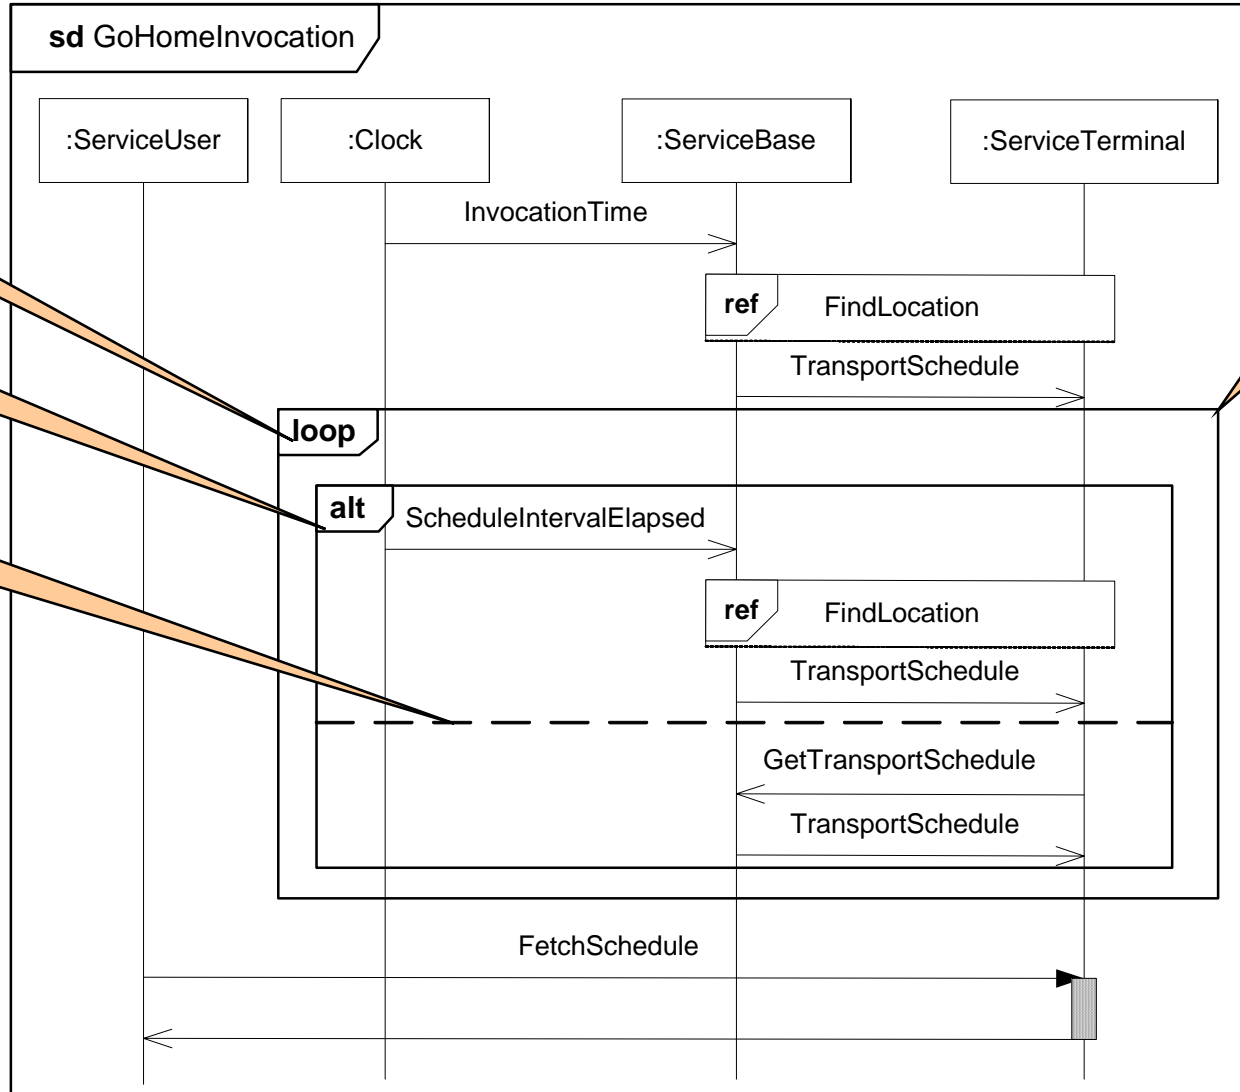 sd GoHomeInvocation
:ServiceUser
:Clock
:ServiceBase
:ServiceTerminal
InvocationTime
ref FindLocation
TransportSchedule
loop
alt
ScheduleIntervalElapsed
ref FindLocation
TransportSchedule
GetTransportSchedule
TransportSchedule
FetchSchedule